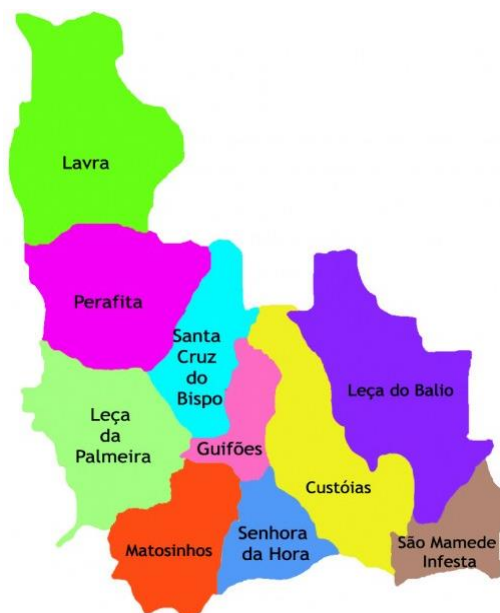 Lavra
Perafita
Santa
Cruz
do
Bispo
Leça do Balio
Leça
da
Palmeira
Guifões
Custóias
Matosinhos
Senhora
da Hora
São Mamede
Infesta